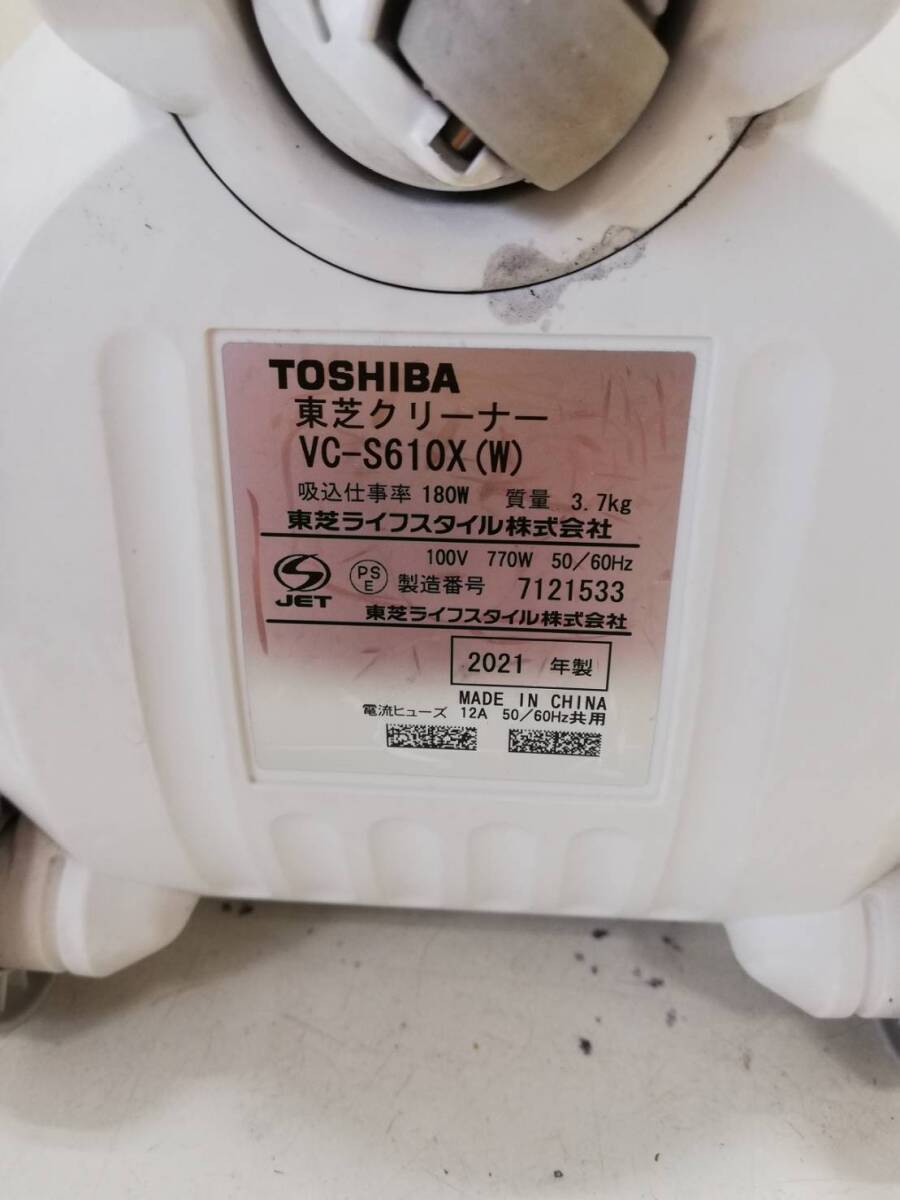 TOSHIBA
東芝クリーナー
VC-S610X(W)
吸込仕事率 180W 質量 3.7kg
東芝ライフスタイル株式会社
100V 770W 50/60Hz
JET PS E 製造番号 7121533
東芝ライフスタイル株式会社
2021 年製
MADE IN CHINA
電流ヒューズ 12A 50/60Hz共用